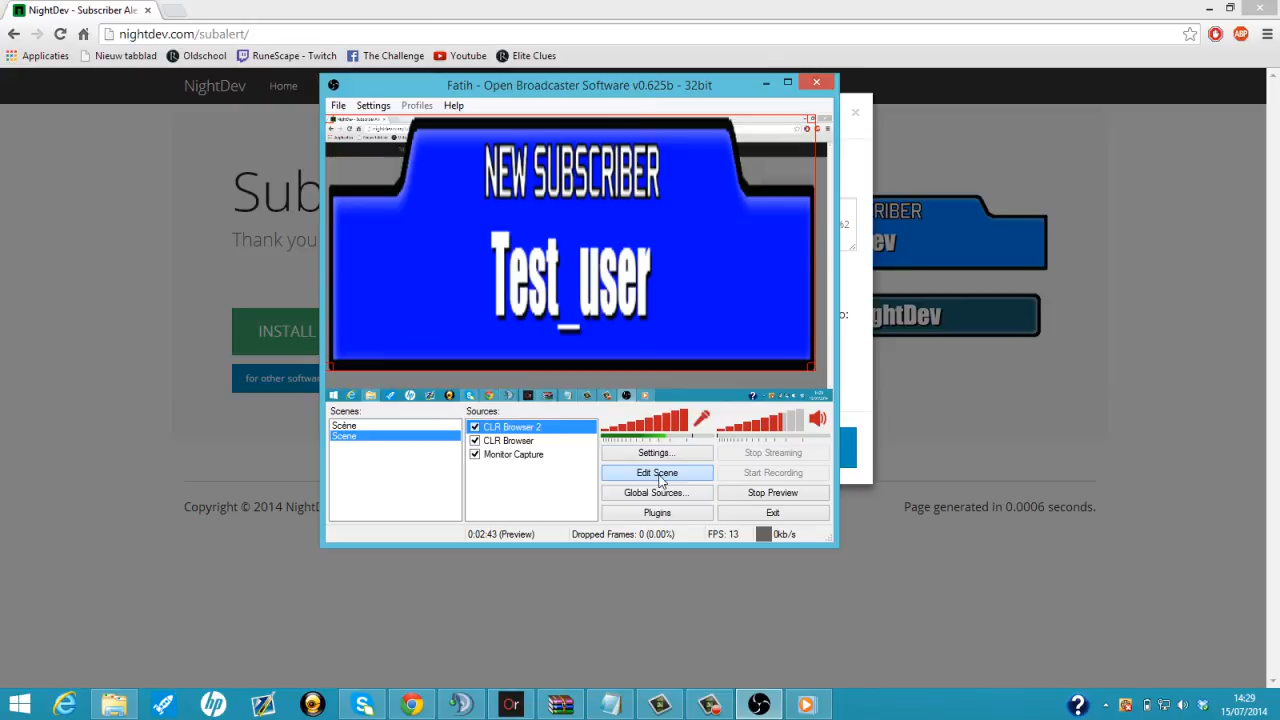 NightDev - Subscriber Ale
nightdev.com/subalert/
Applicaties
Nieuw tabblad
Oldschool
RuneScape - Twitch
The Challenge
Youtube
Elite Clues
NightDev
Home
Fatih - Open Broadcaster Software v0.625b - 32bit
File
Settings
Profiles
Help
NEW SUBSCRIBER
Test_user
Sub
Thank you
INSTALL
for other softwa
RIBER
ev
ghtDev
Scenes:
Scène
Scene
Sources:
CLR Browser 2
CLR Browser
Monitor Capture
Settings...
Stop Streaming
Edit Scene
Start Recording
Global Sources...
Stop Preview
Plugins
Exit
0:02:43 (Preview)
Dropped Frames: 0 (0.00%)
FPS: 13
0kb/s
Copyright © 2014 NightD
Page generated in 0.0006 seconds.
14:29
15/07/2014